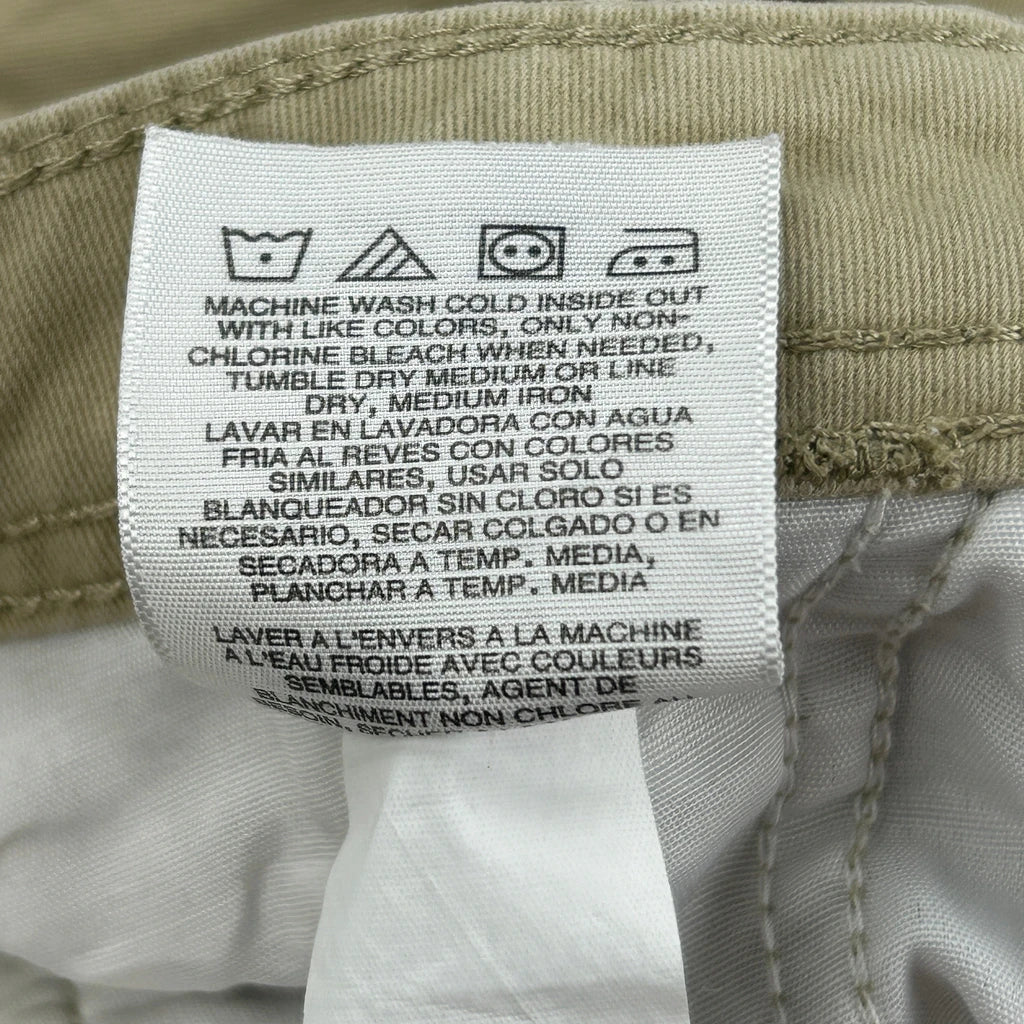 MACHINE WASH COLD INSIDE OUT
WITH LIKE COLORS, ONLY NON-
CHLORINE BLEACH WHEN NEEDED,
TUMBLE DRY MEDIUM OR LINE
DRY, MEDIUM IRON
LAVAR EN LAVADORA CON AGUA
FRIA AL REVES CON COLORES
SIMILARES, USAR SOLO
BLANQUEADOR SIN CLORO SI ES
NECESARIO, SECAR COLGADO O EN
SECADORA A TEMP. MEDIA,
PLANCHAR A TEMP. MEDIA
LAVER A L'ENVERS A LA MACHINE
A L'EAU FROIDE AVEC COULEURS
SEMBLABLES, AGENT DE
BLANCHIMENT NON CHLORE AU